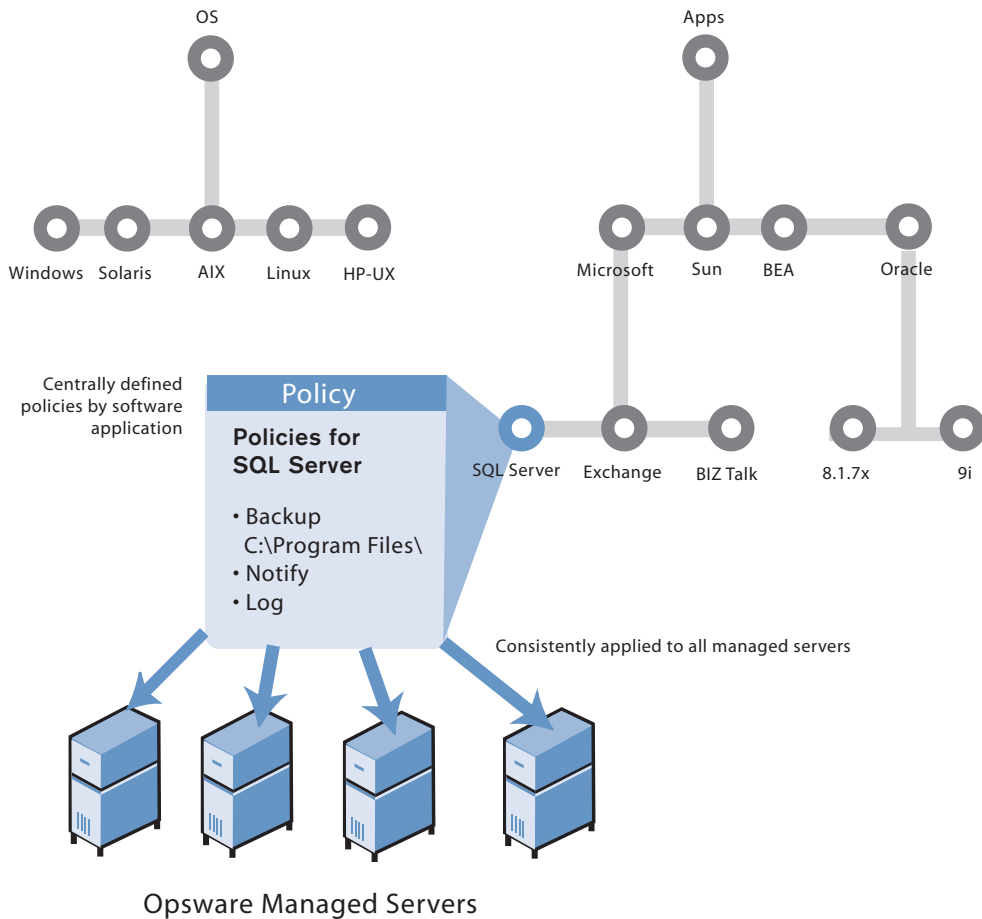 OS
Apps
Windows
Solaris
AIX
Linux
HP-UX
Microsoft
Sun
BEA
Oracle
Centrally defined
policies by software
application
Policy
Policies for
SQL Server
• Backup
C:\Program Files\
• Notify
• Log
SQL Server
Exchange
BIZ Talk
8.1.7x
9i
Consistently applied to all managed servers
Opsware Managed Servers